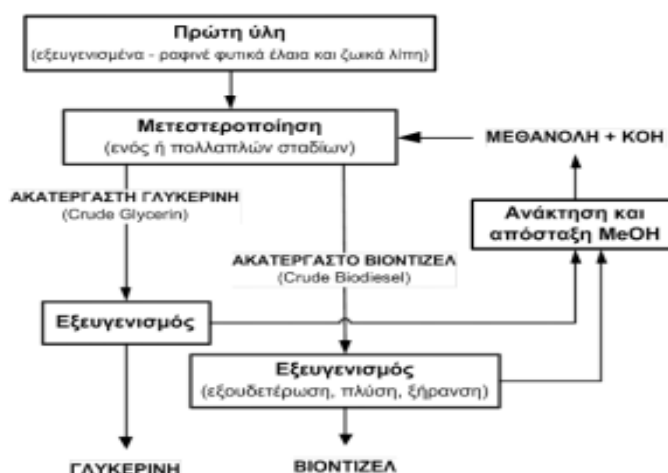 Πρώτη ύλη
(εξευγενισμένα - ραφινέ φυτικά έλαια και ζωικά λίπη)
Μετεστεροποίηση
(ενός ή πολλαπλών σταδίων)
ΜΕΘΑΝΟΛΗ + ΚΟΗ
ΑΚΑΤΕΡΓΑΣΤΗ ΓΛΥΚΕΡΙΝΗ
(Crude Glycerin)
Ανάκτηση και
απόσταξη MeOH
ΑΚΑΤΕΡΓΑΣΤΟ ΒΙΟΝΤΙΖΕΛ
(Crude Biodiesel)
Εξευγενισμός
Εξευγενισμός
(εξουδετέρωση, πλύση, ξήρανση)
ΓΛΥΚΕΡΙΝΗ
ΒΙΟΝΤΙΖΕΛ